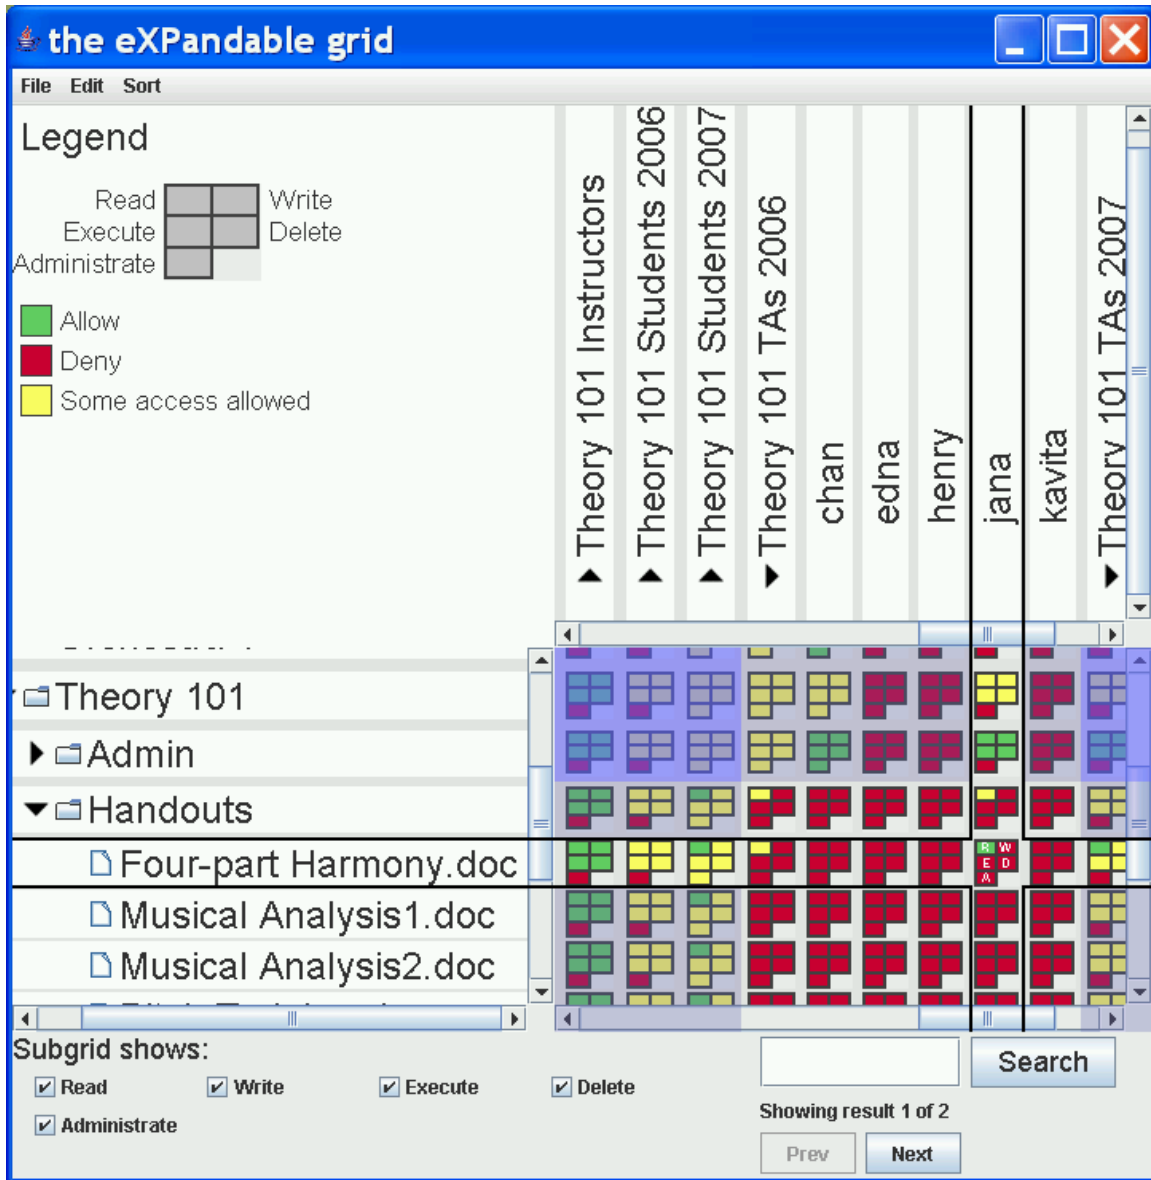 the eXPandable grid
File Edit Sort
Legend
Read Write
Execute Delete
Administrate
Allow
Deny
Some access allowed
Theory 101 Instructors
Theory 101 Students 2006
Theory 101 Students 2007
Theory 101 TAs 2006
chan
edna
henry
jana
kavita
Theory 101 TAs 2007
Theory 101
Admin
Handouts
Four-part Harmony.doc
R W
E D
A
Musical Analysis1.doc
Musical Analysis2.doc
Subgrid shows:
Read Write Execute Delete
Administrate
Search
Showing result 1 of 2
Prev Next